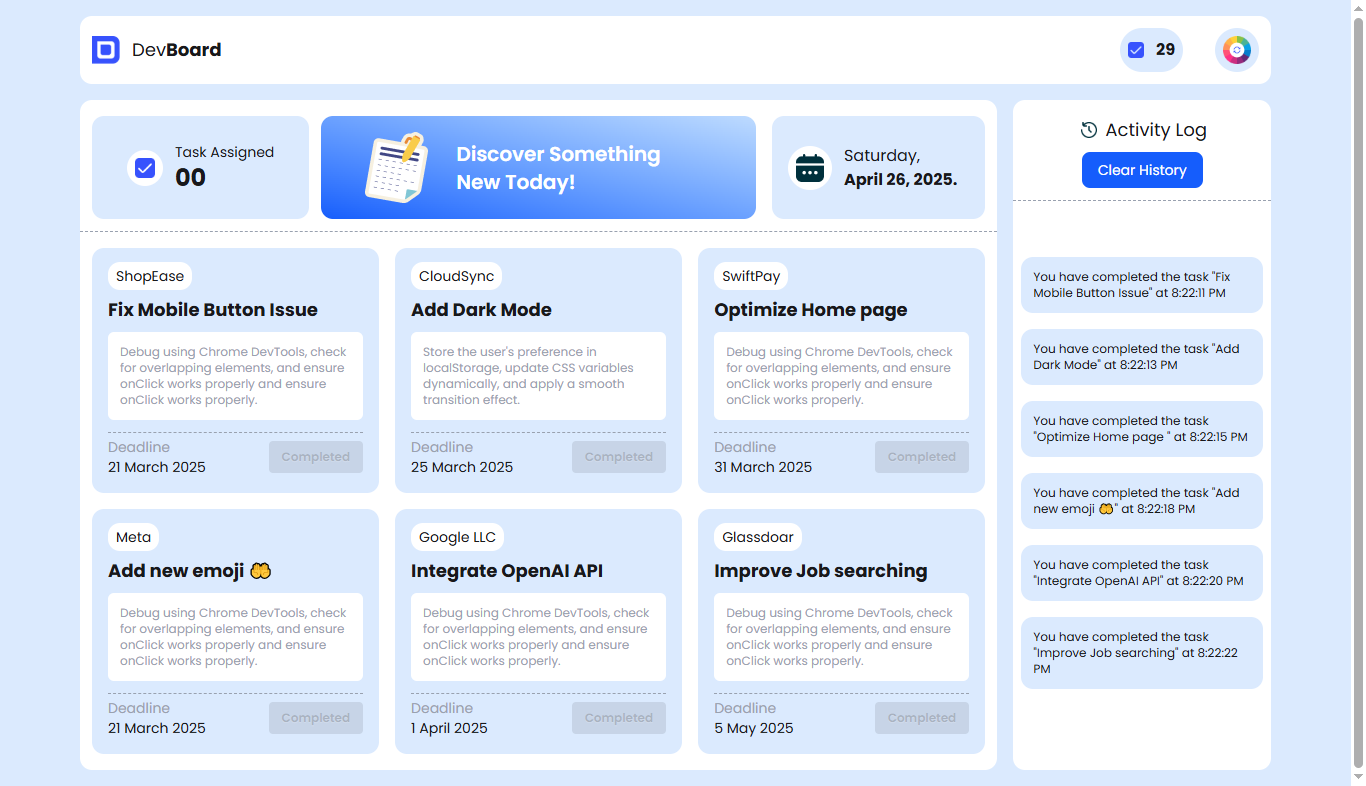 DevBoard
29
Task Assigned
00
Discover Something
New Today!
Saturday,
April 26, 2025.
ShopEase
Fix Mobile Button Issue
Debug using Chrome DevTools, check
for overlapping elements, and ensure
onClick works properly and ensure
onClick works properly.
Deadline
21 March 2025
Completed
CloudSync
Add Dark Mode
Store the user's preference in
localStorage, update CSS variables
dynamically, and apply a smooth
transition effect.
Deadline
25 March 2025
Completed
SwiftPay
Optimize Home page
Debug using Chrome DevTools, check
for overlapping elements, and ensure
onClick works properly and ensure
onClick works properly.
Deadline
31 March 2025
Completed
Meta
Add new emoji 🤲
Debug using Chrome DevTools, check
for overlapping elements, and ensure
onClick works properly and ensure
onClick works properly.
Deadline
21 March 2025
Completed
Google LLC
Integrate OpenAI API
Debug using Chrome DevTools, check
for overlapping elements, and ensure
onClick works properly and ensure
onClick works properly.
Deadline
1 April 2025
Completed
Glassdoar
Improve Job searching
Debug using Chrome DevTools, check
for overlapping elements, and ensure
onClick works properly and ensure
onClick works properly.
Deadline
5 May 2025
Completed
Activity Log
Clear History
You have completed the task "Fix
Mobile Button Issue" at 8:22:11 PM
You have completed the task "Add
Dark Mode" at 8:22:13 PM
You have completed the task
"Optimize Home page " at 8:22:15 PM
You have completed the task "Add
new emoji 🤲" at 8:22:18 PM
You have completed the task
"Integrate OpenAI API" at 8:22:20 PM
You have completed the task
"Improve Job searching" at 8:22:22
PM